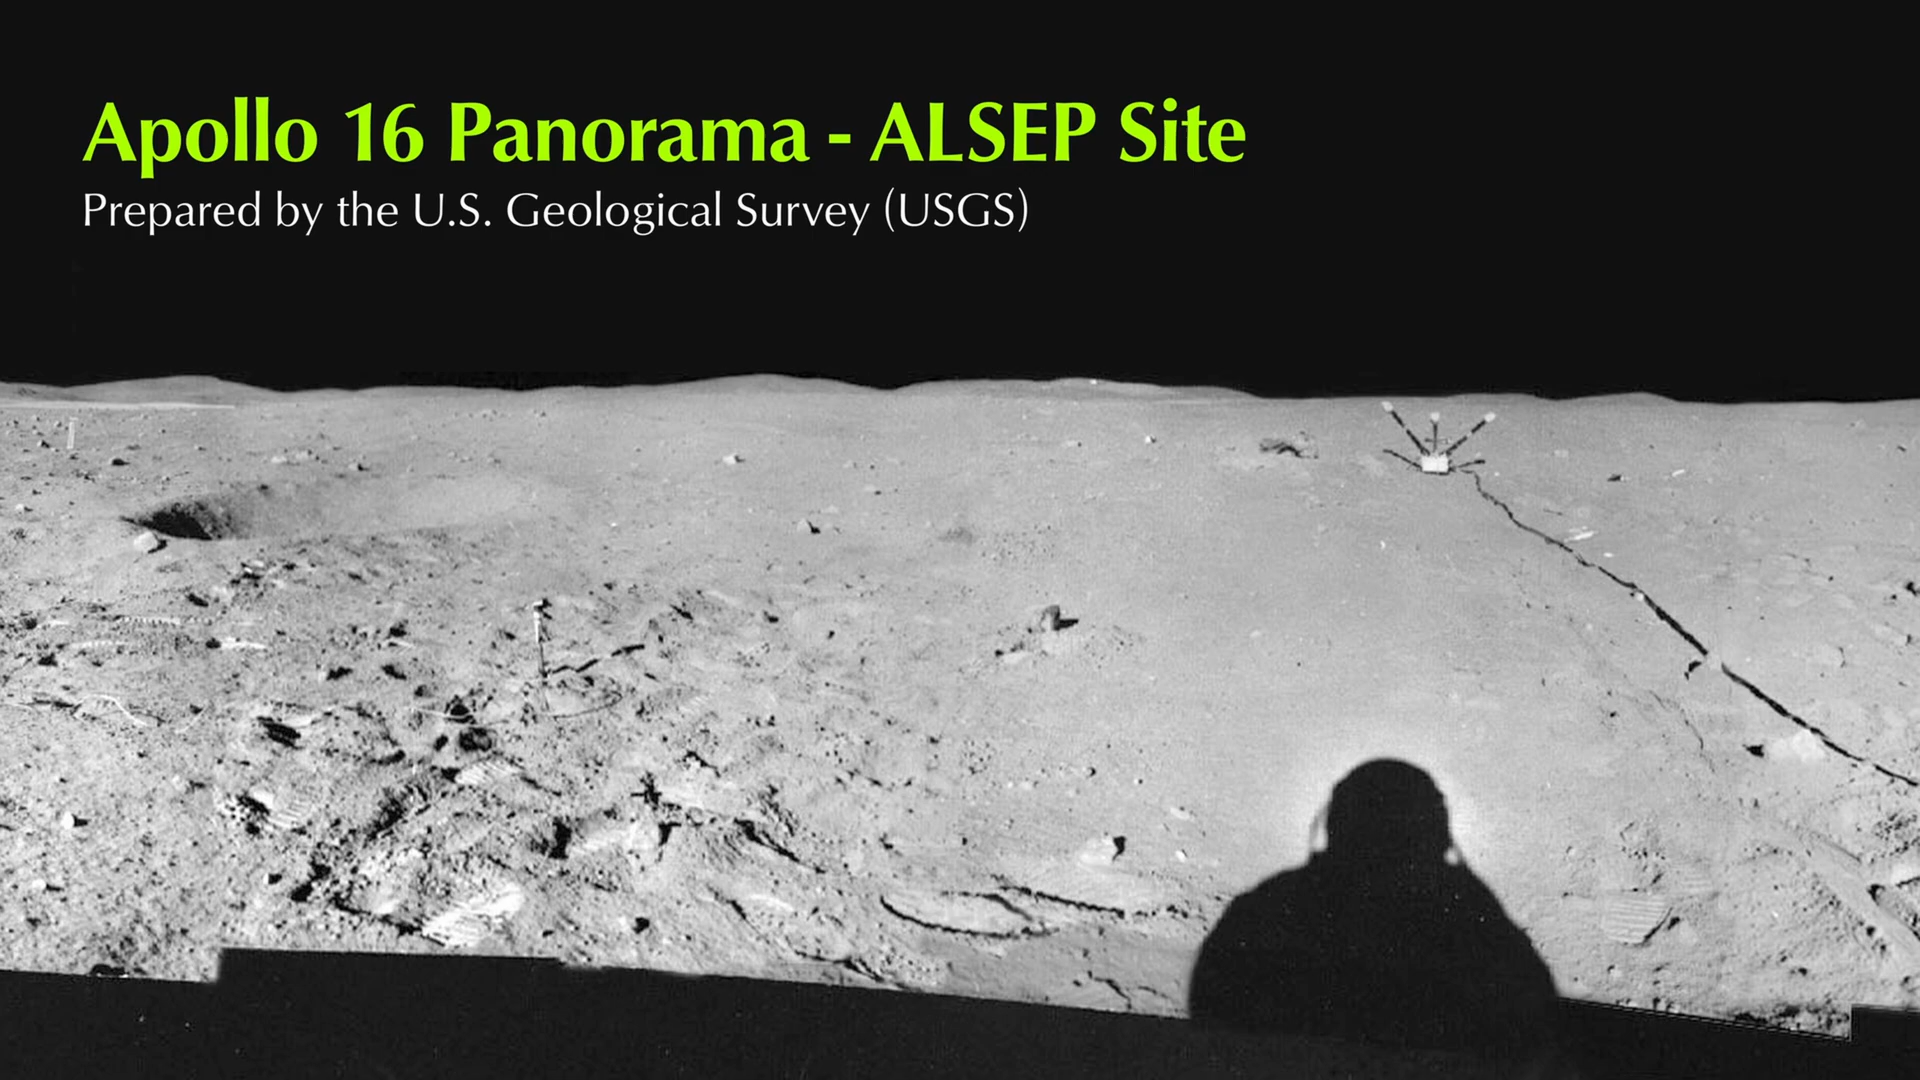 Apollo 16 Panorama - ALSEP Site
Prepared by the U.S. Geological Survey (USGS)